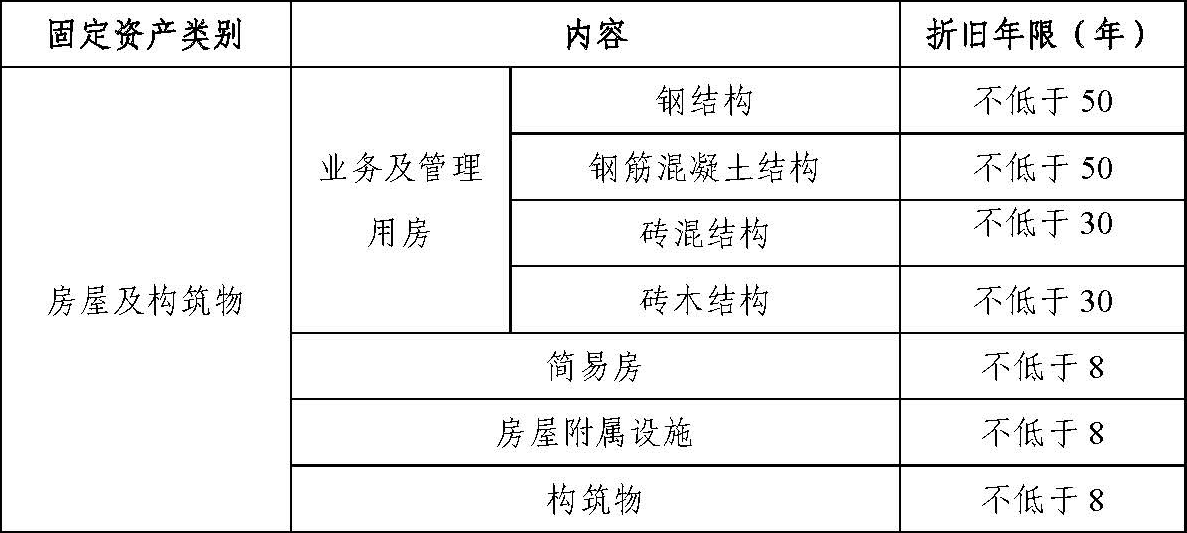 固定资产类别 内容 折旧年限（年）
房屋及构筑物
业务及管理
用房
钢结构 不低于 50
钢筋混凝土结构 不低于 50
砖混结构 不低于 30
砖木结构 不低于 30
简易房 不低于 8
房屋附属设施 不低于 8
构筑物 不低于 8